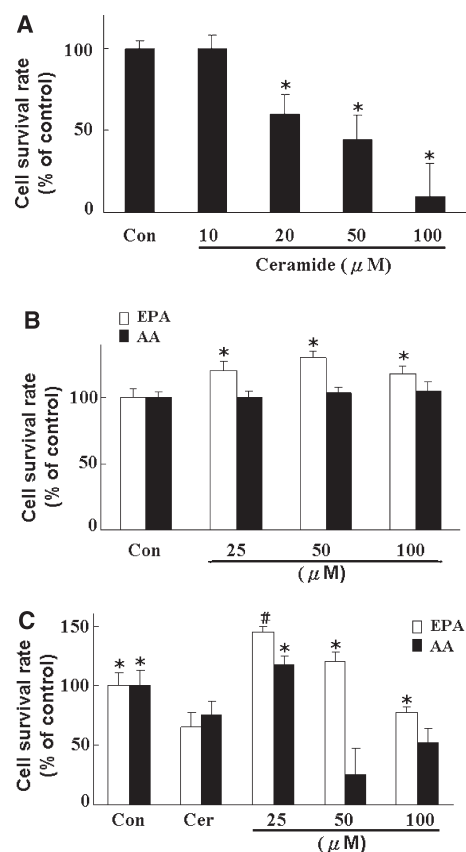 A
Cell survival rate
(% of control)
100
50
0
*
*
*
Con
10
20
50
100
Ceramide (μM)
B
EPA
AA
Cell survival rate
(% of control)
100
50
0
*
*
*
Con
25
50
100
(μM)
C
EPA
AA
Cell survival rate
(% of control)
150
100
50
0
* *
#
*
*
*
Con
Cer
25
50
100
(μM)